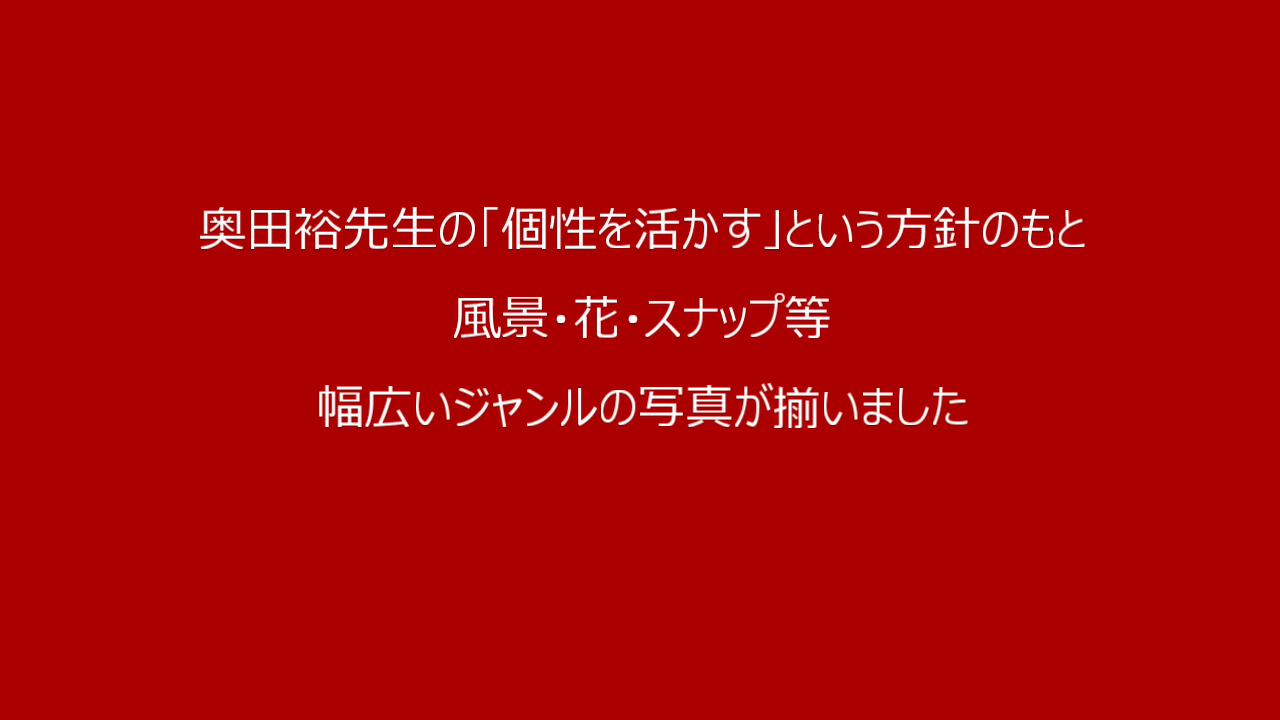 奥田裕先生の「個性を活かす」という方針のもと
風景・花・スナップ等
幅広いジャンルの写真が揃いました